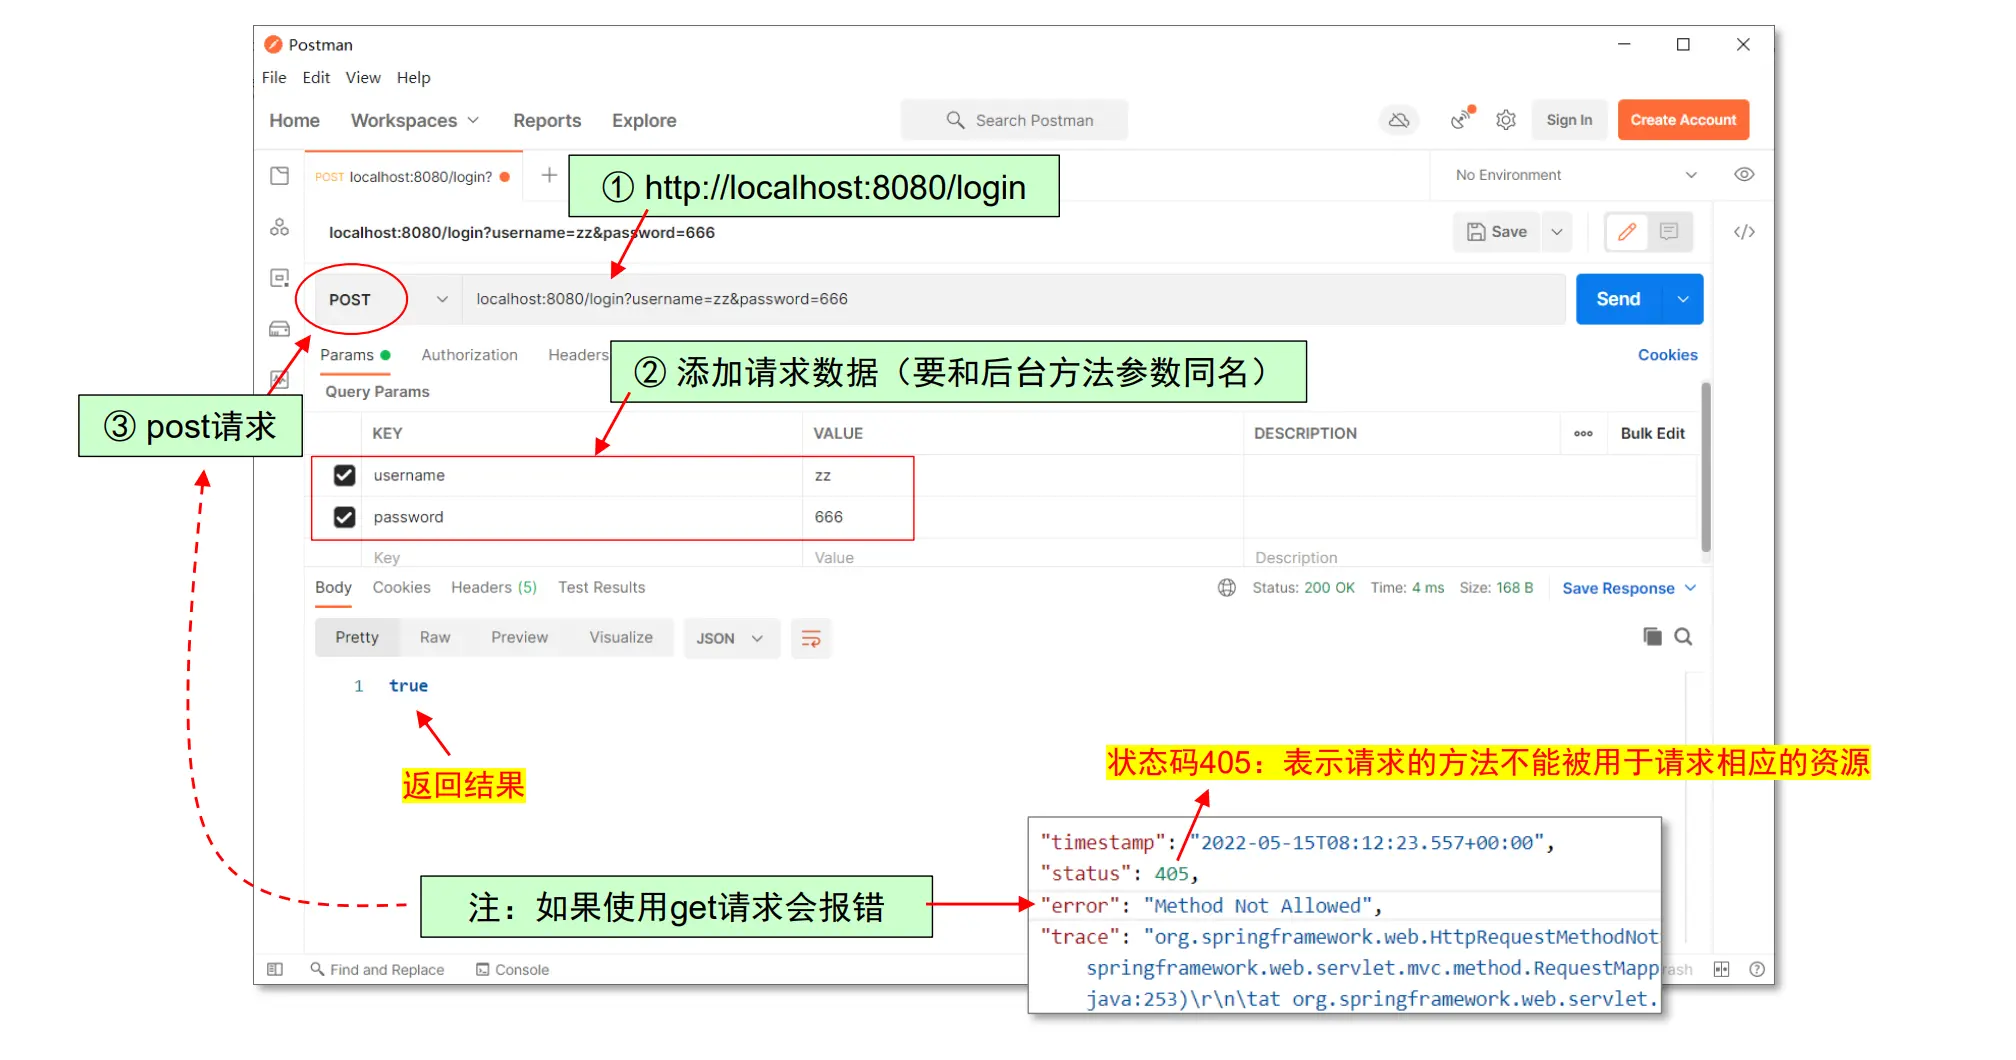 Postman
File Edit View Help
Home Workspaces Reports Explore Search Postman Sign In Create Account
POST localhost:8080/login? No Environment
① http://localhost:8080/login
localhost:8080/login?username=zz&password=666 Save
POST localhost:8080/login?username=zz&password=666 Send
Params Authorization Headers Cookies
② 添加请求数据（要和后台方法参数同名）
Query Params
③ post请求
KEY VALUE DESCRIPTION Bulk Edit
username zz
password 666
Key Value Description
Body Cookies Headers (5) Test Results Status: 200 OK Time: 4 ms Size: 168 B Save Response
Pretty Raw Preview Visualize JSON
1 true
返回结果
状态码405：表示请求的方法不能被用于请求相应的资源
"timestamp": "2022-05-15T08:12:23.557+00:00",
"status": 405,
注：如果使用get请求会报错
"error": "Method Not Allowed",
"trace": "org.springframework.web.HttpRequestMethodNot
springframework.web.servlet.mvc.method.RequestMapp
java:253)\r\n\tat org.springframework.web.servlet.
Find and Replace Console rash